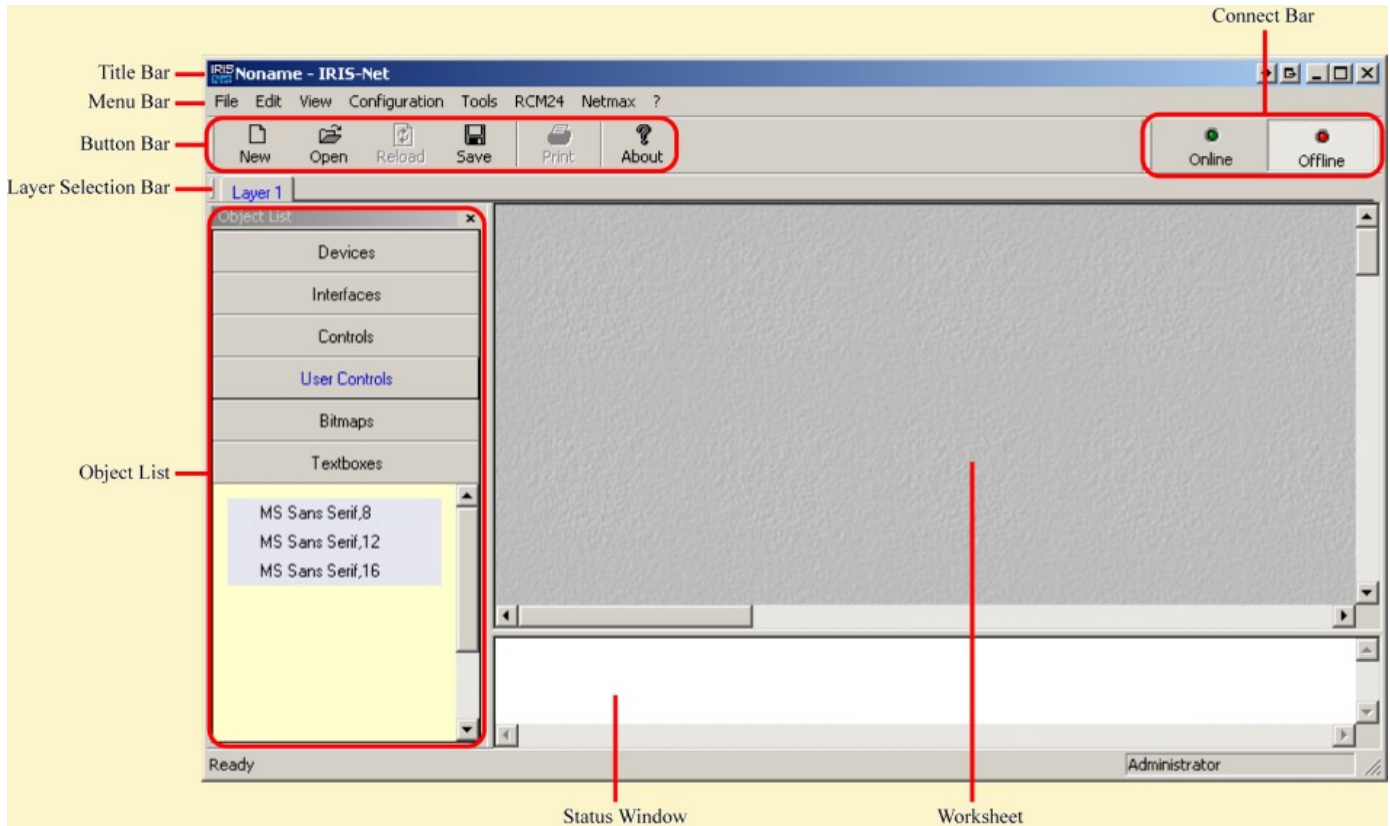 Connect Bar
Title Bar
IRIS Noname - IRIS-Net
Menu Bar
File Edit View Configuration Tools RCM24 Netmax ?
Button Bar
New Open Reload Save Print About
Online Offline
Layer Selection Bar
Layer 1
Object List
Devices
Interfaces
Controls
User Controls
Bitmaps
Textboxes
Object List
MS Sans Serif,8
MS Sans Serif,12
MS Sans Serif,16
Ready
Administrator
Status Window
Worksheet